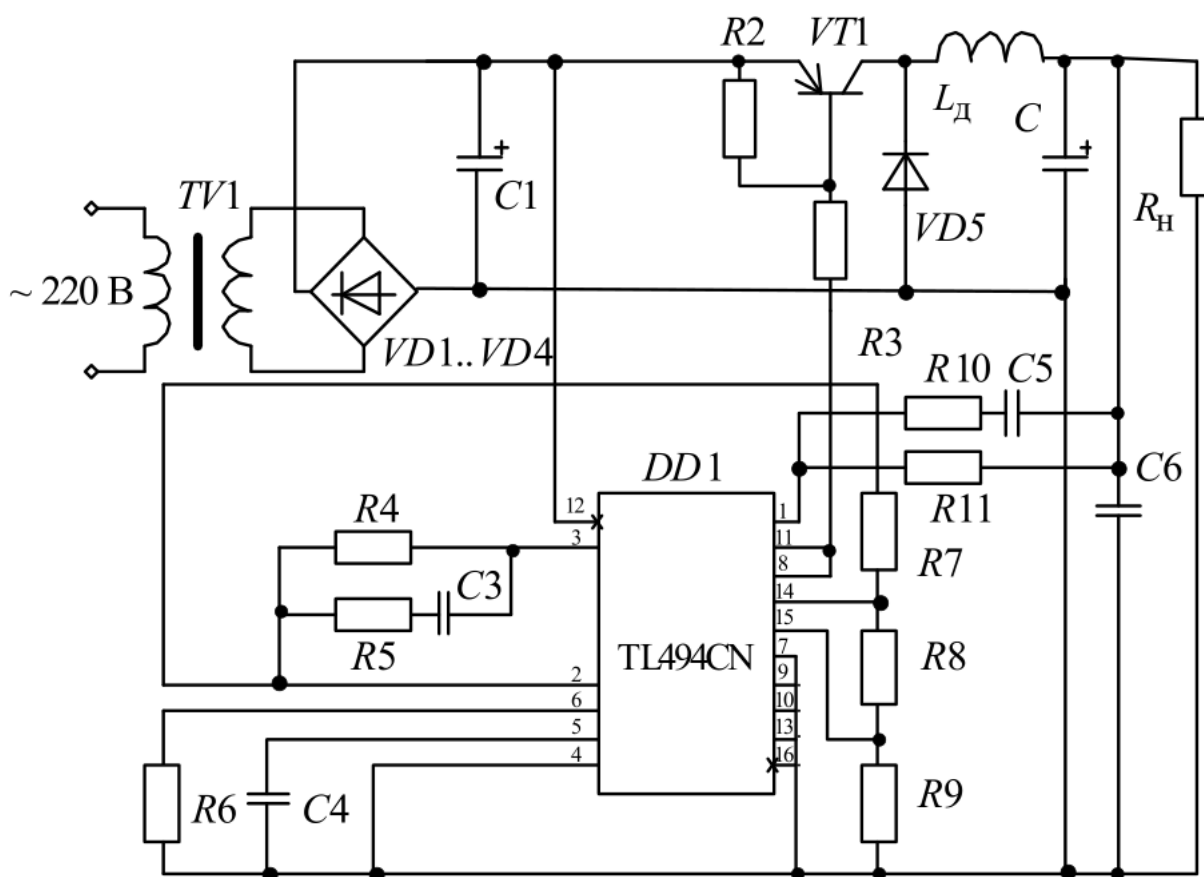 R2
VT1
Lд
C
C1
TV1
VD5
Rн
~ 220 В
VD1..VD4
R3
R10
C5
DD1
C6
R4
12
1
R11
3
11
8
R7
C3
14
15
R5
TL494CN
7
R8
2
9
6
10
5
13
4
16
R6
C4
R9